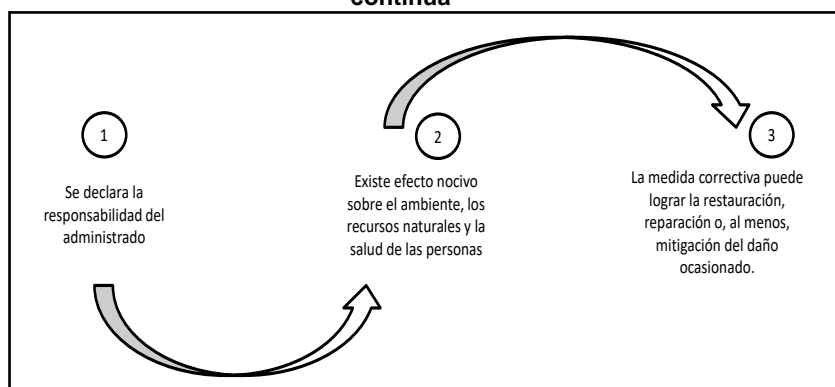 continua
1
Se declara la
responsabilidad del
administrado
2
Existe efecto nocivo
sobre el ambiente, los
recursos naturales y la
salud de las personas
3
La medida correctiva puede
lograr la restauración,
reparación o, al menos,
mitigación del daño
ocasionado.